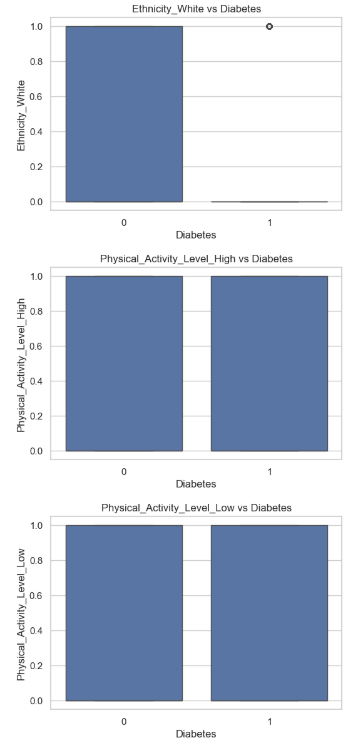 Ethnicity_White vs Diabetes
1.0
0.8
0.6
0.4
0.2
0.0
Ethnicity_White
0
1
Diabetes
Physical_Activity_Level_High vs Diabetes
1.0
0.8
0.6
0.4
0.2
0.0
Physical_Activity_Level_High
0
1
Diabetes
Physical_Activity_Level_Low vs Diabetes
1.0
0.8
0.6
0.4
0.2
0.0
Physical_Activity_Level_Low
0
1
Diabetes